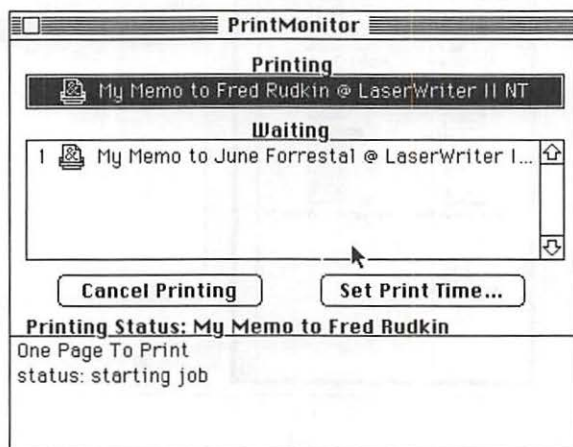 PrintMonitor
Printing
My Memo to Fred Rudkin @ LaserWriter II NT
Waiting
1 My Memo to June Forrestal @ LaserWriter I...
Cancel Printing Set Print Time...
Printing Status: My Memo to Fred Rudkin
One Page To Print
status: starting job